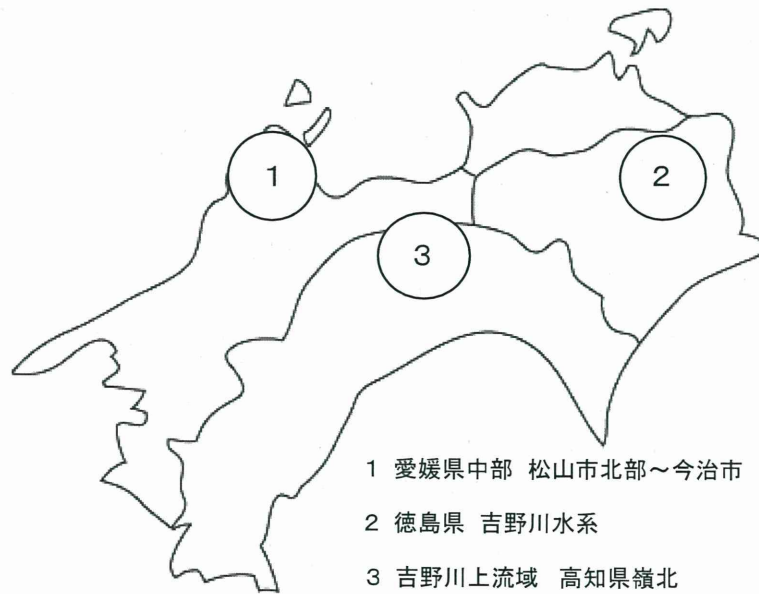 1
2
3
1 愛媛県中部 松山市北部～今治市
2 徳島県 吉野川水系
3 吉野川上流域 高知県嶺北